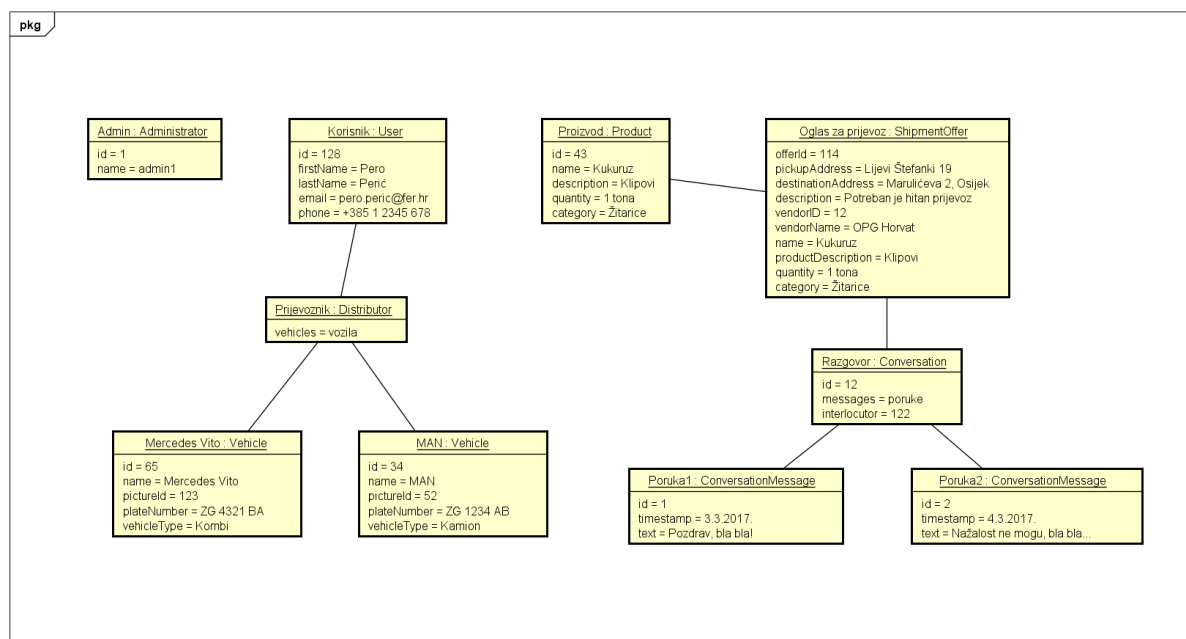 pkg
Admin : Administrator
id = 1
name = admin1
Korisnik : User
id = 128
firstName = Pero
lastName = Perić
email = pero.peric@fer.hr
phone = +385 1 2345 678
Proizvod : Product
id = 43
name = Kukuruz
description = Klipovi
quantity = 1 tona
category = Žitarice
Oglas za prijevoz : ShipmentOffer
offerId = 114
pickupAddress = Lijevi Štefanki 19
destinationAddress = Marulićeva 2, Osijek
description = Potreban je hitan prijevoz
vendorID = 12
vendorName = OPG Horvat
name = Kukuruz
productDescription = Klipovi
quantity = 1 tona
category = Žitarice
Prijevoznik : Distributor
vehicles = vozila
Razgovor : Conversation
id = 12
messages = poruke
interlocutor = 122
Mercedes Vito : Vehicle
id = 65
name = Mercedes Vito
pictureId = 123
plateNumber = ZG 4321 BA
vehicleType = Kombi
MAN : Vehicle
id = 34
name = MAN
pictureId = 52
plateNumber = ZG 1234 AB
vehicleType = Kamion
Poruka1 : ConversationMessage
id = 1
timestamp = 3.3.2017.
text = Pozdrav, bla bla!
Poruka2 : ConversationMessage
id = 2
timestamp = 4.3.2017.
text = Nažalost ne mogu, bla bla...